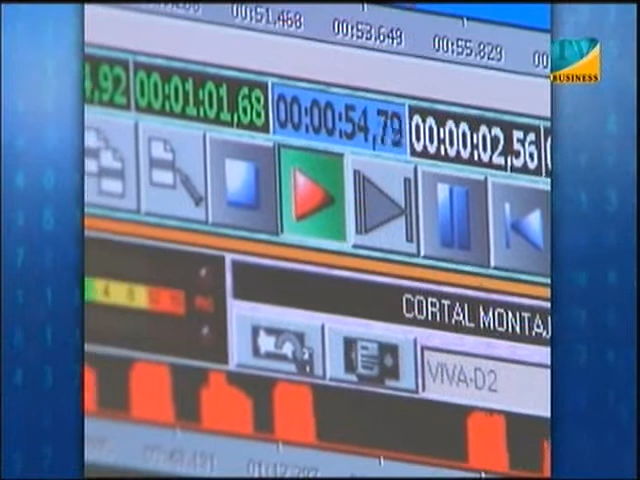 00:51,468 00:53,649 00:55,829
TV
BUSINESS
4,92 00:01:01,68 00:00:54,79 00:00:02,56
CORTAL MONTAJ
VIVA-D2